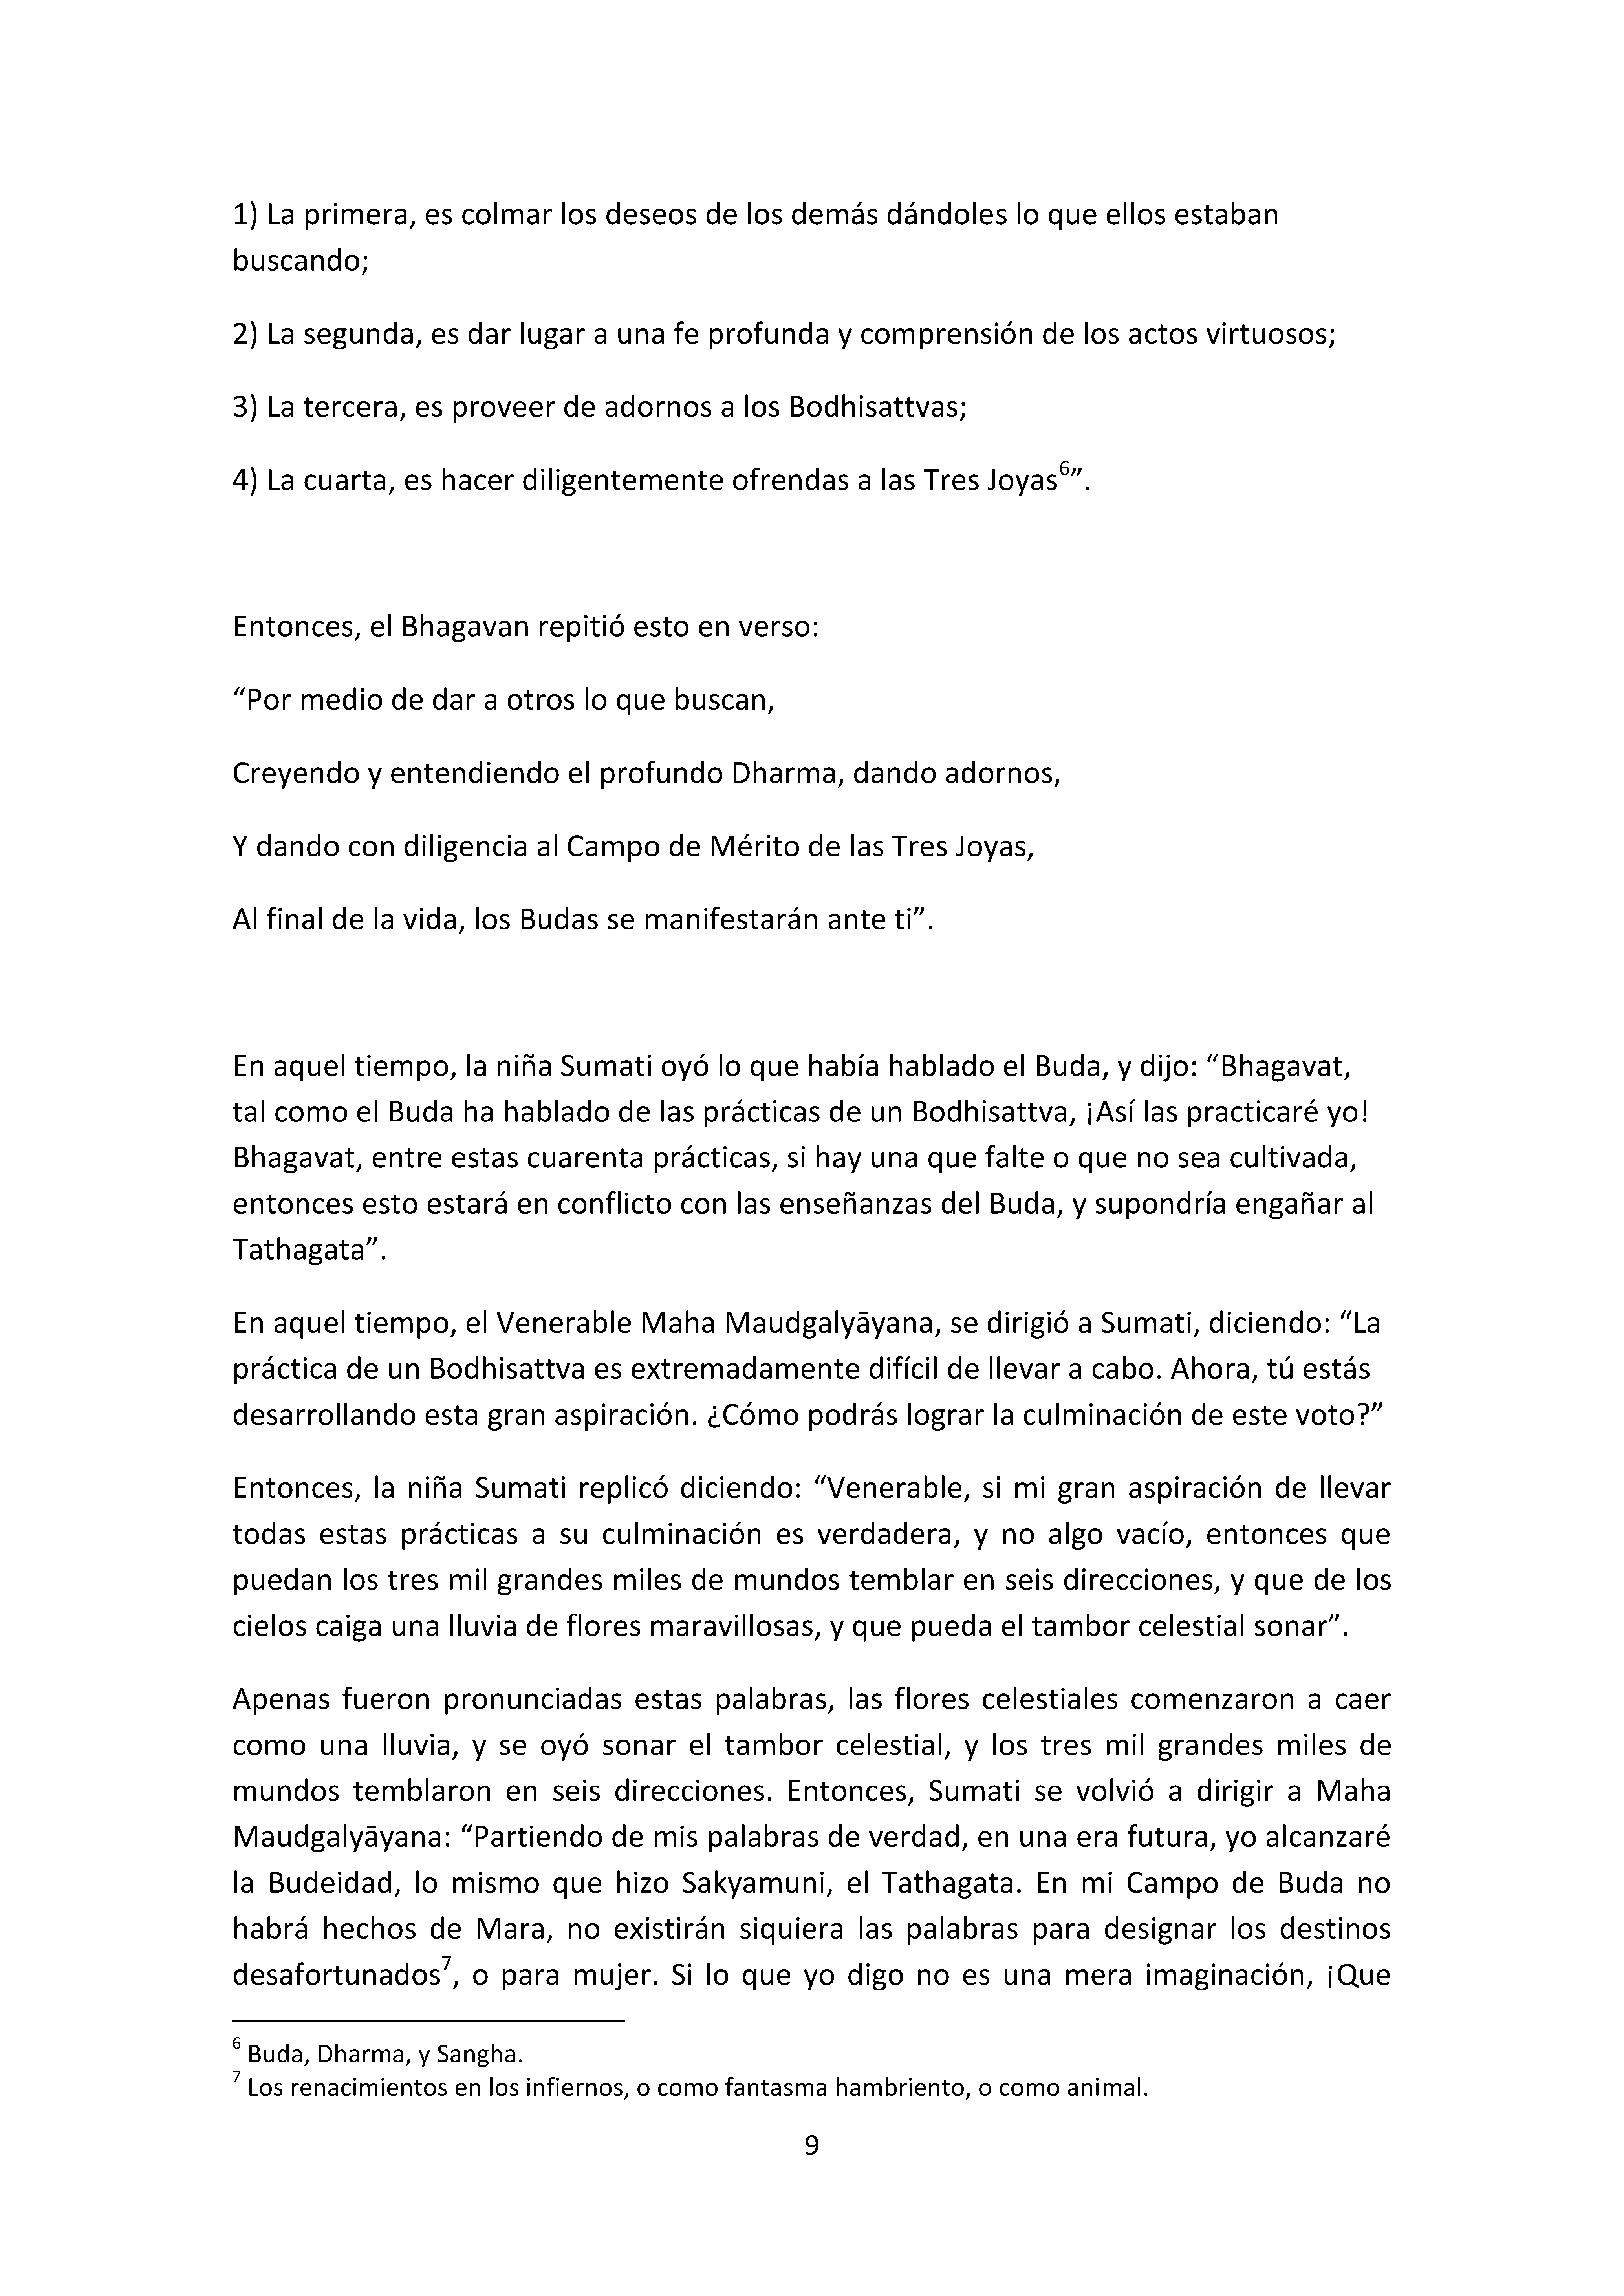 1) La primera, es colmar los deseos de los demás dándoles lo que ellos estaban
buscando;
2) La segunda, es dar lugar a una fe profunda y comprensión de los actos virtuosos;
3) La tercera, es proveer de adornos a los Bodhisattvas;
4) La cuarta, es hacer diligentemente ofrendas a las Tres Joyas⁶”.
Entonces, el Bhagavan repitió esto en verso:
“Por medio de dar a otros lo que buscan,
Creyendo y entendiendo el profundo Dharma, dando adornos,
Y dando con diligencia al Campo de Mérito de las Tres Joyas,
Al final de la vida, los Budas se manifestarán ante ti”.
En aquel tiempo, la niña Sumati oyó lo que había hablado el Buda, y dijo: “Bhagavat,
tal como el Buda ha hablado de las prácticas de un Bodhisattva, ¡Así las practicaré yo!
Bhagavat, entre estas cuarenta prácticas, si hay una que falte o que no sea cultivada,
entonces esto estará en conflicto con las enseñanzas del Buda, y supondría engañar al
Tathagata”.
En aquel tiempo, el Venerable Maha Maudgalyāyana, se dirigió a Sumati, diciendo: “La
práctica de un Bodhisattva es extremadamente difícil de llevar a cabo. Ahora, tú estás
desarrollando esta gran aspiración. ¿Cómo podrás lograr la culminación de este voto?”
Entonces, la niña Sumati replicó diciendo: “Venerable, si mi gran aspiración de llevar
todas estas prácticas a su culminación es verdadera, y no algo vacío, entonces que
puedan los tres mil grandes miles de mundos temblar en seis direcciones, y que de los
cielos caiga una lluvia de flores maravillosas, y que pueda el tambor celestial sonar”.
Apenas fueron pronunciadas estas palabras, las flores celestiales comenzaron a caer
como una lluvia, y se oyó sonar el tambor celestial, y los tres mil grandes miles de
mundos temblaron en seis direcciones. Entonces, Sumati se volvió a dirigir a Maha
Maudgalyāyana: “Partiendo de mis palabras de verdad, en una era futura, yo alcanzaré
la Budeidad, lo mismo que hizo Sakyamuni, el Tathagata. En mi Campo de Buda no
habrá hechos de Mara, no existirán siquiera las palabras para designar los destinos
desafortunados⁷, o para mujer. Si lo que yo digo no es una mera imaginación, ¡Que
⁶ Buda, Dharma, y Sangha.
⁷ Los renacimientos en los infiernos, o como fantasma hambriento, o como animal.
9